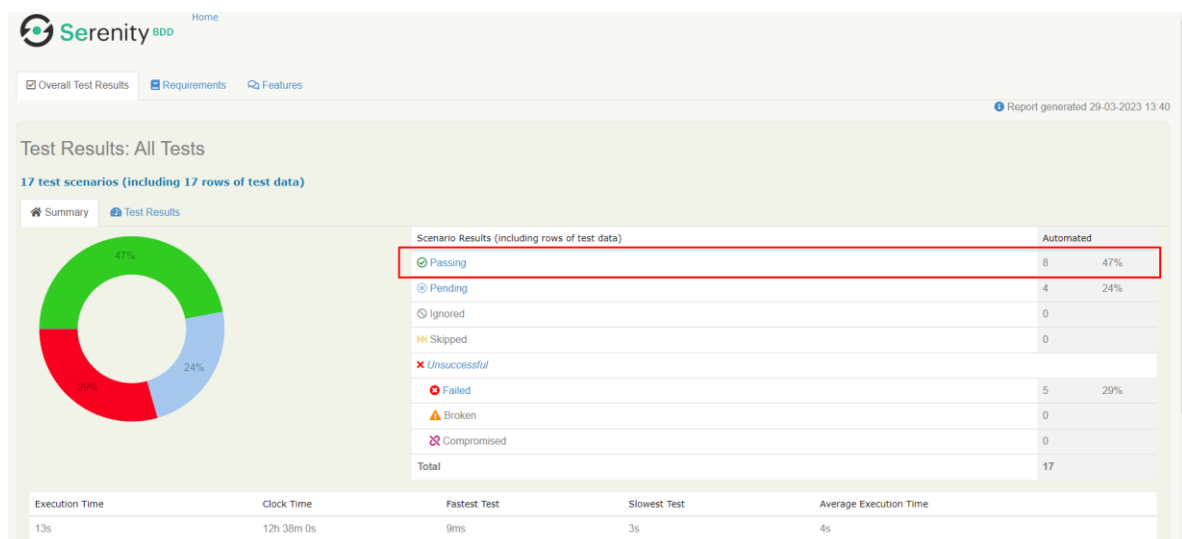 Home
Serenity BDD
Overall Test Results Requirements Features
Report generated 29-03-2023 13:40
Test Results: All Tests
17 test scenarios (including 17 rows of test data)
Summary Test Results
47%
24%
29%
Scenario Results (including rows of test data) Automated
Passing 8 47%
Pending 4 24%
Ignored 0
Skipped 0
Unsuccessful
Failed 5 29%
Broken 0
Compromised 0
Total 17
Execution Time Clock Time Fastest Test Slowest Test Average Execution Time
13s 12h 38m 0s 9ms 3s 4s